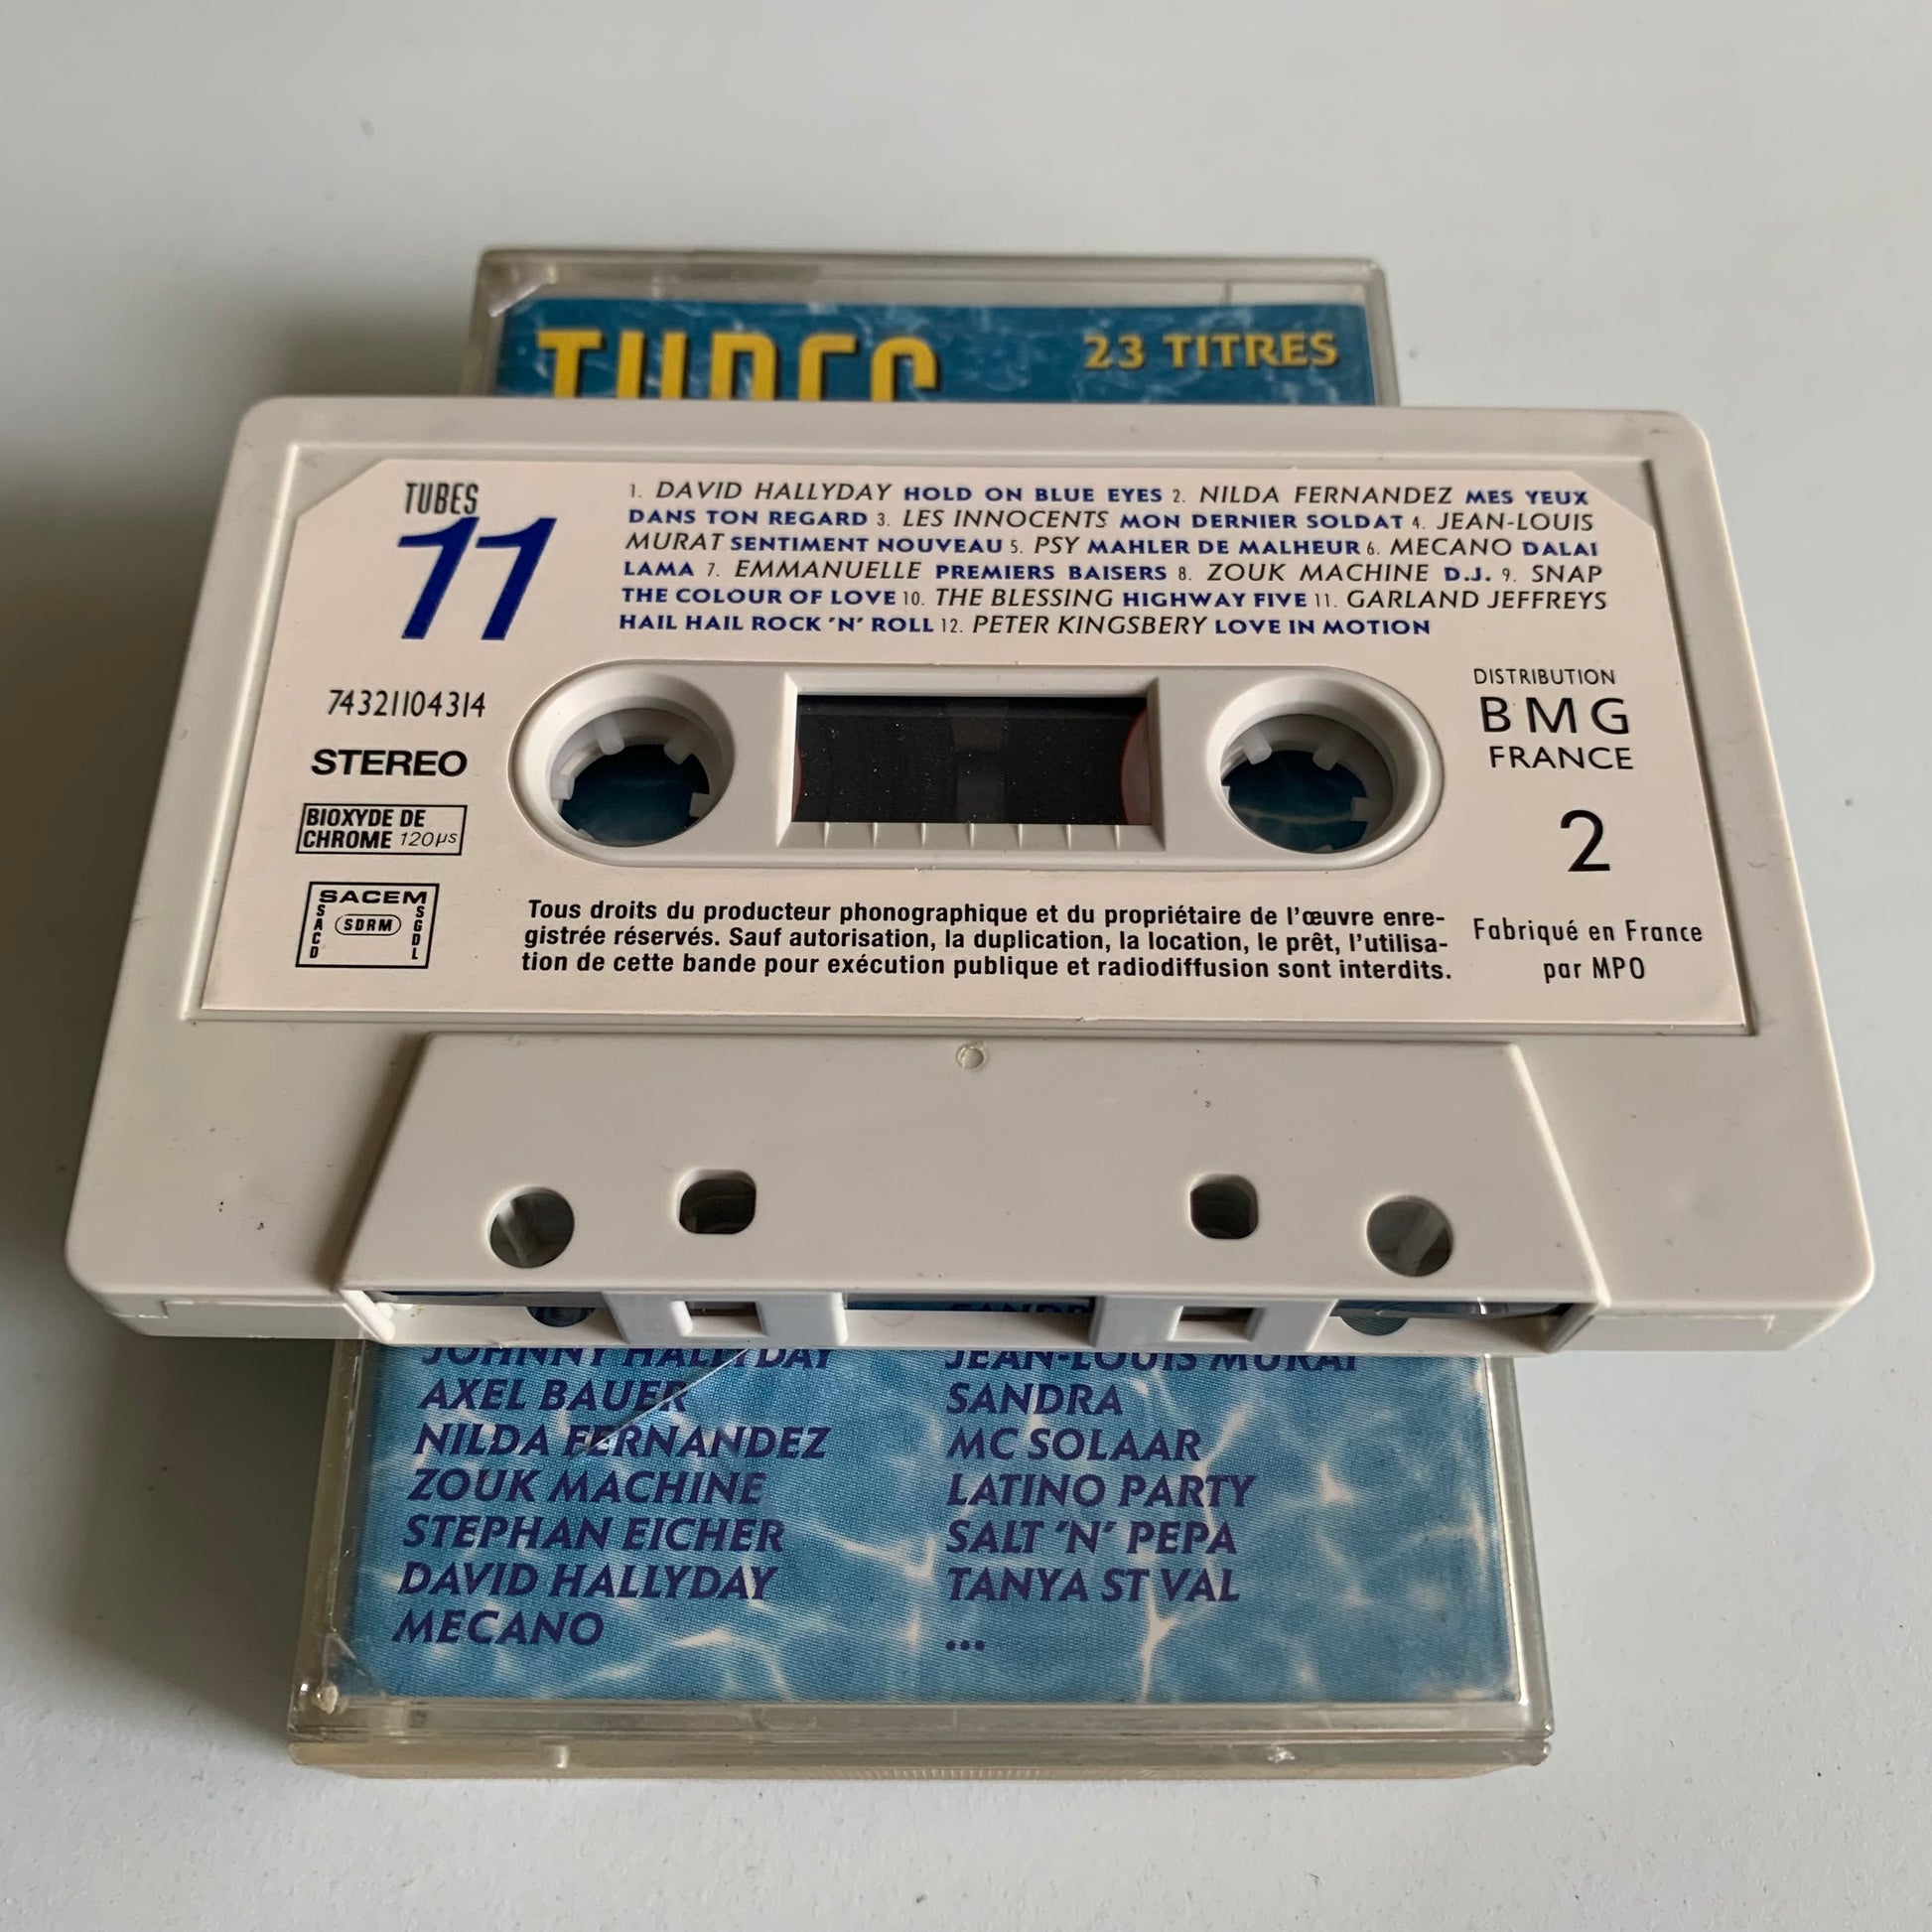 TUBES
23 TITRES
TUBES
11
1. DAVID HALLYDAY HOLD ON BLUE EYES 2. NILDA FERNANDEZ MES YEUX
DANS TON REGARD 3. LES INNOCENTS MON DERNIER SOLDAT 4. JEAN-LOUIS
MURAT SENTIMENT NOUVEAU 5. PSY MAHLER DE MALHEUR 6. MECANO DALAI
LAMA 7. EMMANUELLE PREMIERS BAISERS 8. ZOUK MACHINE D.J. 9. SNAP
THE COLOUR OF LOVE 10. THE BLESSING HIGHWAY FIVE 11. GARLAND JEFFREYS
HAIL HAIL ROCK 'N' ROLL 12. PETER KINGSBERY LOVE IN MOTION
74321104314
STEREO
BIOXYDE DE
CHROME 120µs
SACEM
SACD
SDRM
SGDL
DISTRIBUTION
BMG
FRANCE
2
Tous droits du producteur phonographique et du propriétaire de l'œuvre enre-
gistrée réservés. Sauf autorisation, la duplication, la location, le prêt, l'utilisa-
tion de cette bande pour exécution publique et radiodiffusion sont interdits.
Fabriqué en France
par MPO
JOHNNY HALLYDAY
AXEL BAUER
NILDA FERNANDEZ
ZOUK MACHINE
STEPHAN EICHER
DAVID HALLYDAY
MECANO
JEAN-LOUIS MURAT
SANDRA
MC SOLAAR
LATINO PARTY
SALT 'N' PEPA
TANYA ST VAL
...